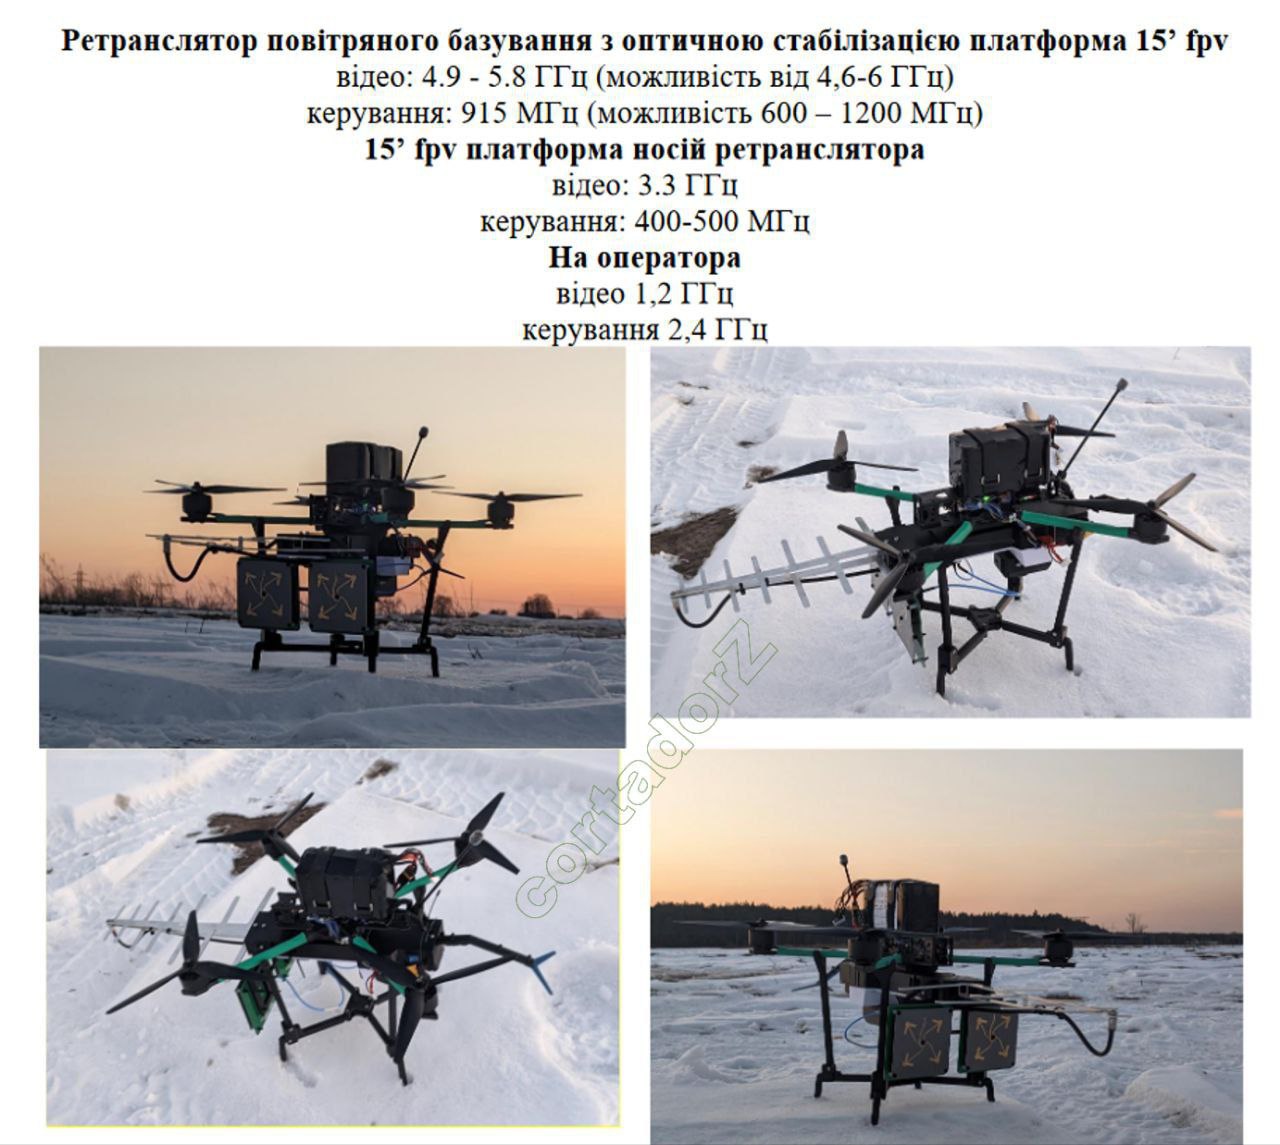 Ретранслятор повітряного базування з оптичною стабілізацією платформа 15’ fpv
відео: 4.9 - 5.8 ГГц (можливість від 4,6-6 ГГц)
керування: 915 МГц (можливість 600 – 1200 МГц)
15’ fpv платформа носій ретранслятора
відео: 3.3 ГГц
керування: 400-500 МГц
На оператора
відео 1,2 ГГц
керування 2,4 ГГц
CortadorZ